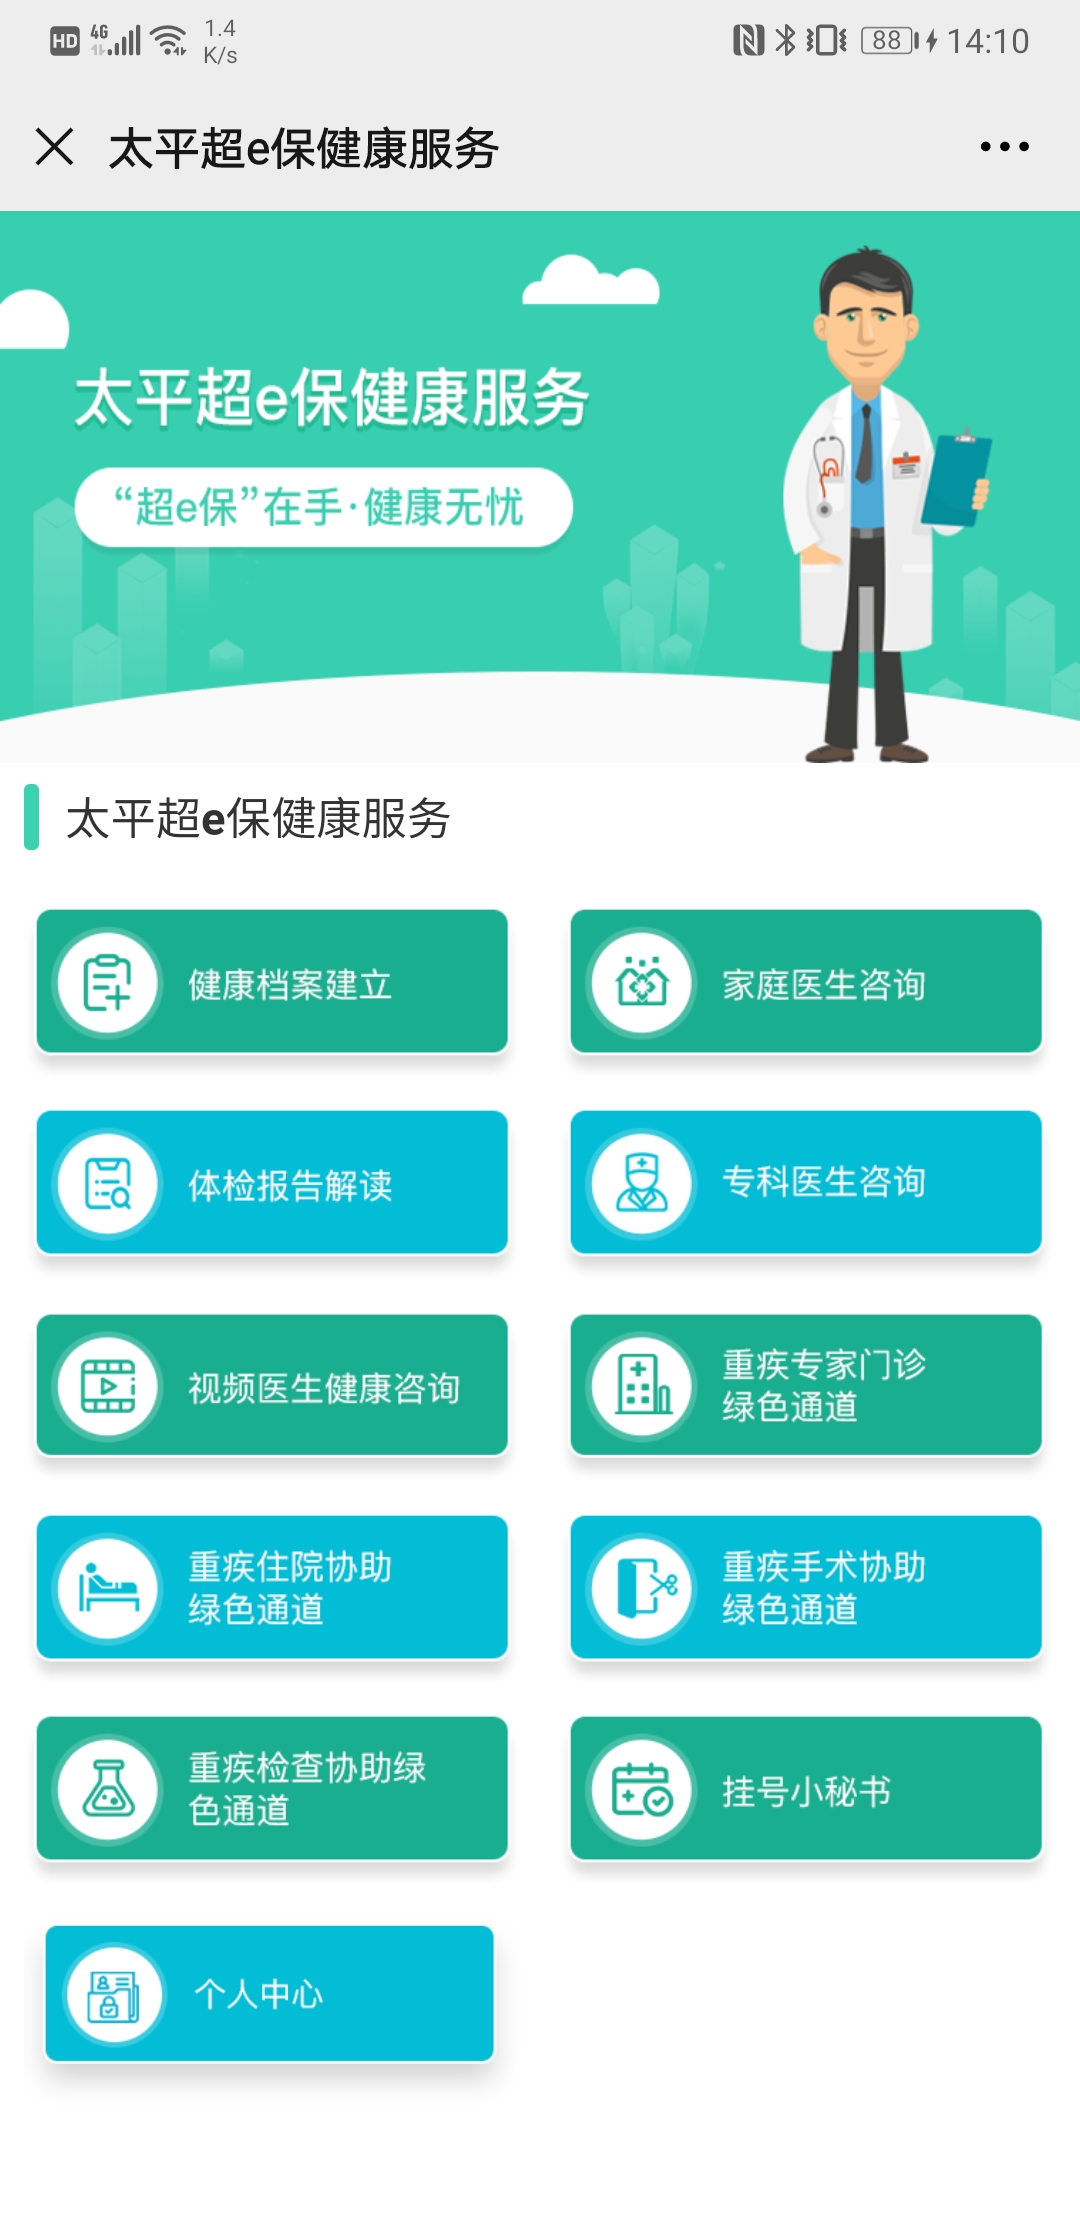 HD 4G 1.4 K/s 88 14:10
太平超e保健康服务
太平超e保健康服务
“超e保”在手·健康无忧
太平超e保健康服务
健康档案建立
家庭医生咨询
体检报告解读
专科医生咨询
视频医生健康咨询
重疾专家门诊
绿色通道
重疾住院协助
绿色通道
重疾手术协助
绿色通道
重疾检查协助绿
色通道
挂号小秘书
个人中心